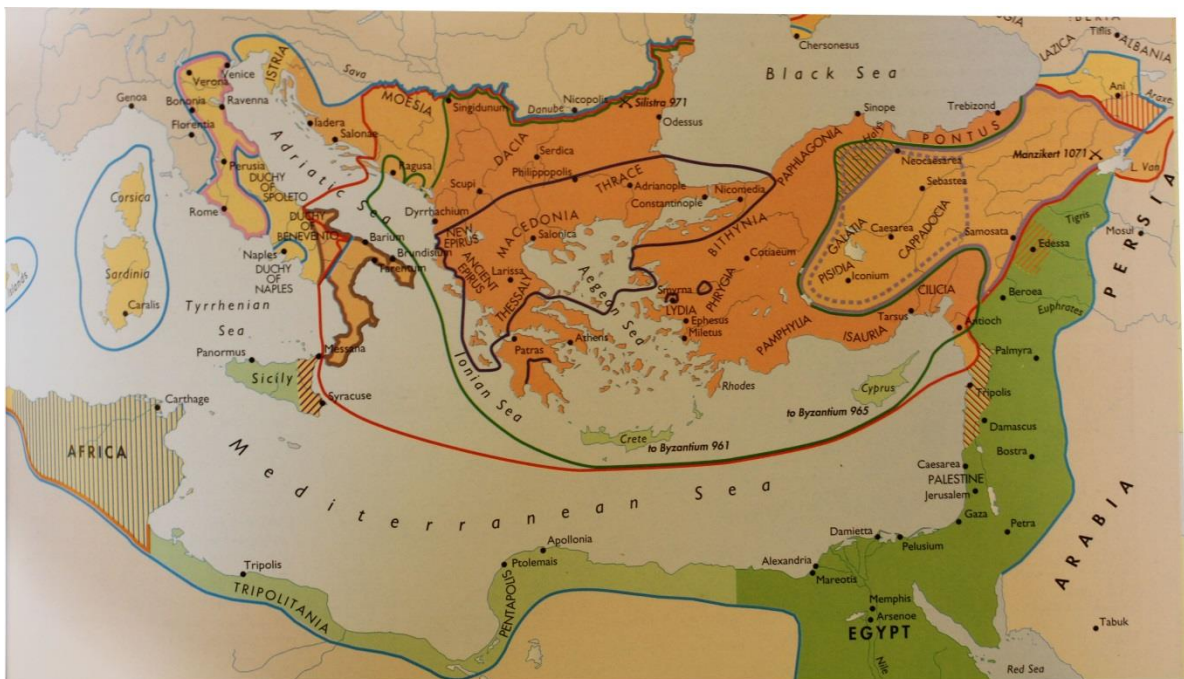 Chersonesus
Black Sea
LAZICA
Tiflis
ALBANIA
Ani
Araxes
Verona
Venice
ISTRIA
Sava
Genoa
Bononia
Ravenna
Florentia
Iadera
Salonae
MOESIA
Singidunum
Danube
Nicopolis
Silistra 971
Odessus
Sinope
Trebizond
PONTUS
Halys
Neocaesarea
Manzikert 1071
L. Van
PERSIA
Adriatic Sea
Perusia
DUCHY OF SPOLETO
Rome
Ragusa
DACIA
Serdica
Philippopolis
Scupi
THRACE
Adrianople
Constantinople
Nicomedia
PAPHLAGONIA
Sebastea
Corsica
Dyrrhachium
NEW EPIRUS
MACEDONIA
Salonica
BITHYNIA
Cotiaeum
GALATIA
Caesarea
CAPPADOCIA
Samosata
Edessa
Tigris
Mosul
DUCHY OF BENEVENTO
Barium
Brundisium
Tarentum
Naples
DUCHY OF NAPLES
Sardinia
Caralis
Islands
Tyrrhenian Sea
ANCIENT EPIRUS
Larissa
THESSALY
Aegean Sea
Smyrna
LYDIA
PHRYGIA
PISIDIA
Iconium
CILICIA
Tarsus
Antioch
Beroea
Euphrates
Ephesus
Miletus
PAMPHYLIA
ISAURIA
Patras
Athens
Panormus
Messana
Sicily
Syracuse
Ionian Sea
Rhodes
Cyprus
to Byzantium 965
Palmyra
Tripolis
Damascus
Carthage
AFRICA
Crete
to Byzantium 961
Caesarea
PALESTINE
Jerusalem
Bostra
Mediterranean Sea
Gaza
Petra
ARABIA
Damietta
Pelusium
Apollonia
Ptolemais
PENTAPOLIS
Tripolis
TRIPOLITANIA
Alexandria
Mareotis
Memphis
Arsenoe
EGYPT
Nile
Tabuk
Red Sea